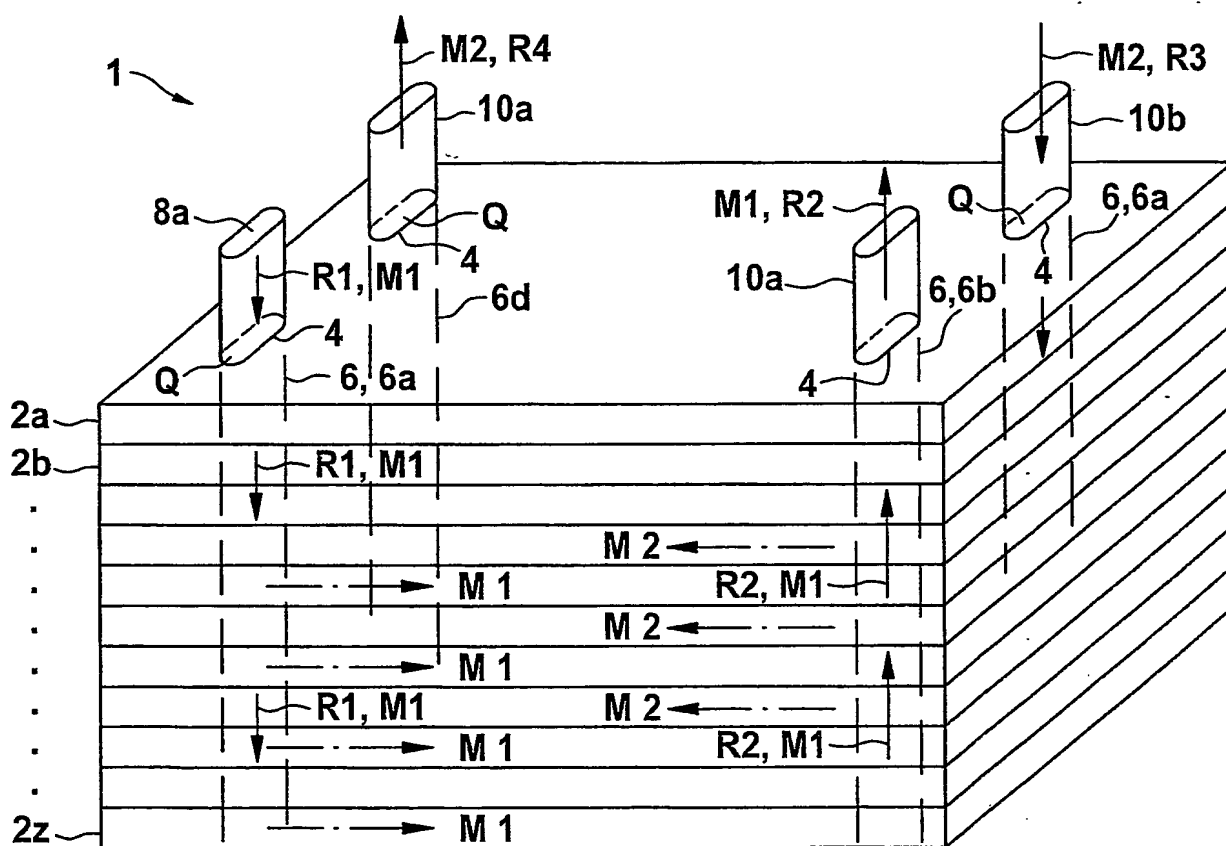 M2, R4
M2, R3
1
10a
10b
8a
M1, R2
Q
Q
6,6a
4
4
R1, M1
10a
6,6b
4
6d
4
Q
6, 6a
4
2a
2b
R1, M1
M 2
M 1
R2, M1
M 2
M 1
R1, M1
M 2
M 1
R2, M1
2z
M 1